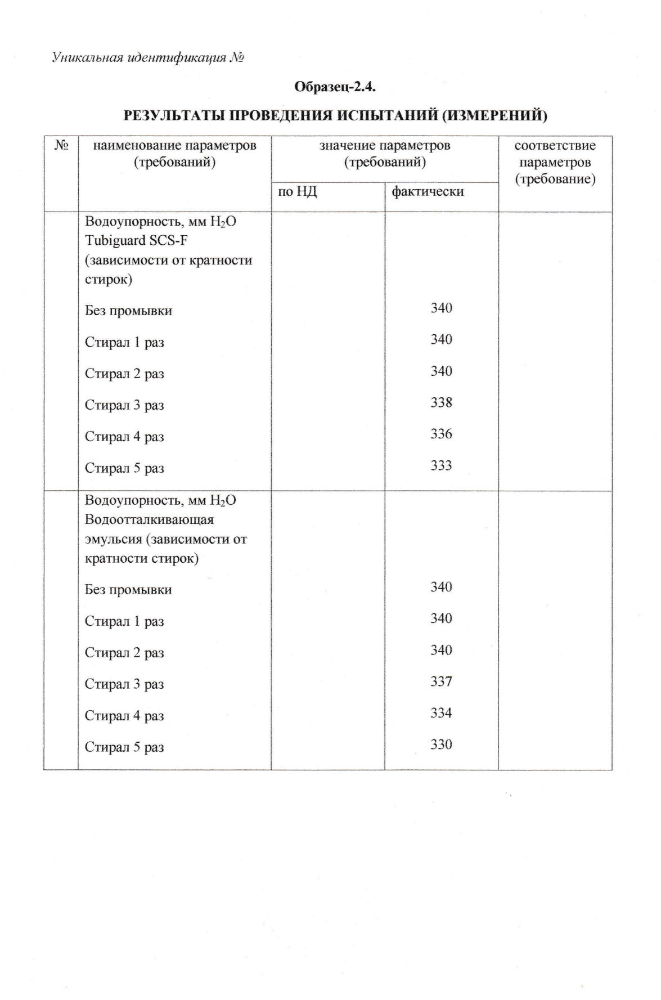 Уникальная идентификация №
Образец-2.4.
РЕЗУЛЬТАТЫ ПРОВЕДЕНИЯ ИСПЫТАНИЙ (ИЗМЕРЕНИЙ)
№
наименование параметров
(требований)
значение параметров
(требований)
соответствие
параметров
(требование)
по НД
фактически
Водоупорность, мм H₂O
Tubiguard SCS-F
(зависимости от кратности
стирок)
Без промывки 340
Стирал 1 раз 340
Стирал 2 раз 340
Стирал 3 раз 338
Стирал 4 раз 336
Стирал 5 раз 333
Водоупорность, мм H₂O
Водоотталкивающая
эмульсия (зависимости от
кратности стирок)
Без промывки 340
Стирал 1 раз 340
Стирал 2 раз 340
Стирал 3 раз 337
Стирал 4 раз 334
Стирал 5 раз 330